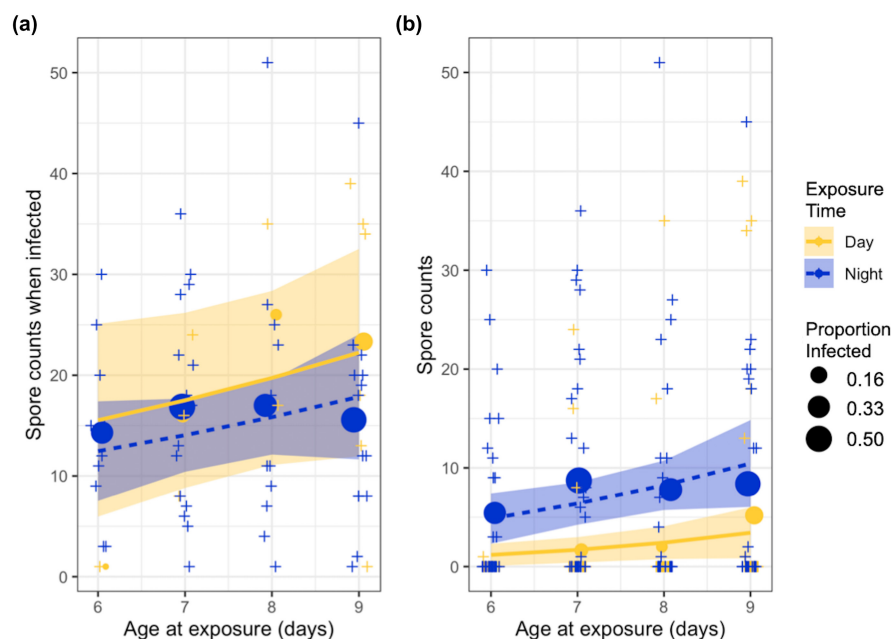 (a)
(b)
Spore counts when infected
50
40
30
20
10
0
6
7
8
9
Age at exposure (days)
Spore counts
50
40
30
20
10
0
6
7
8
9
Age at exposure (days)
Exposure
Time
Day
Night
Proportion
Infected
0.16
0.33
0.50